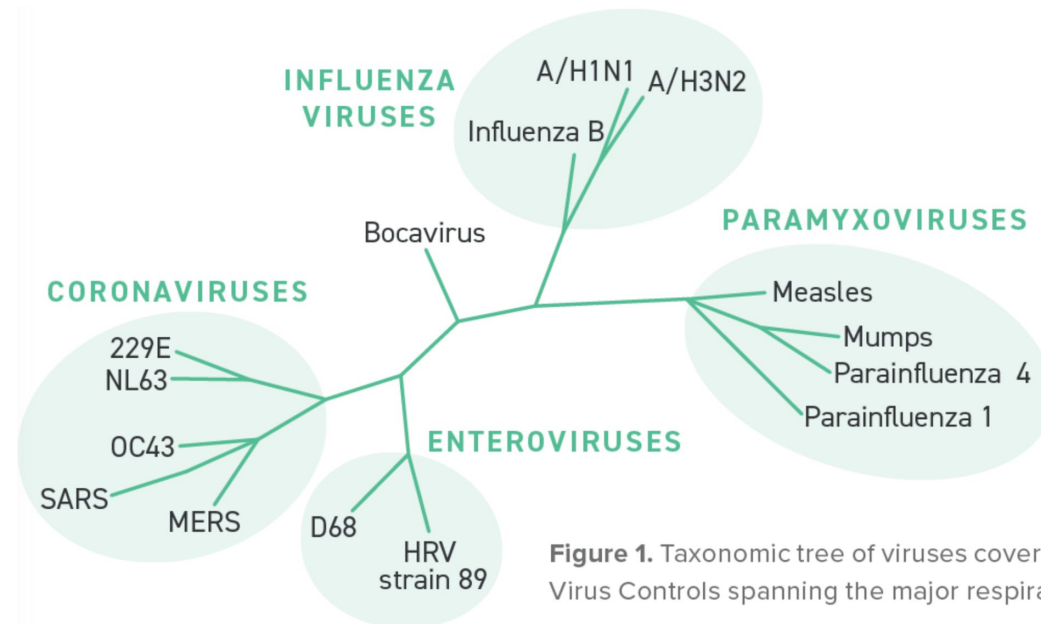 INFLUENZA
VIRUSES
A/H1N1
A/H3N2
Influenza B
Bocavirus
PARAMYXOVIRUSES
Measles
Mumps
Parainfluenza 4
Parainfluenza 1
CORONAVIRUSES
229E
NL63
OC43
SARS
MERS
ENTEROVIRUSES
D68
HRV
strain 89
Figure 1. Taxonomic tree of viruses cover
Virus Controls spanning the major respira